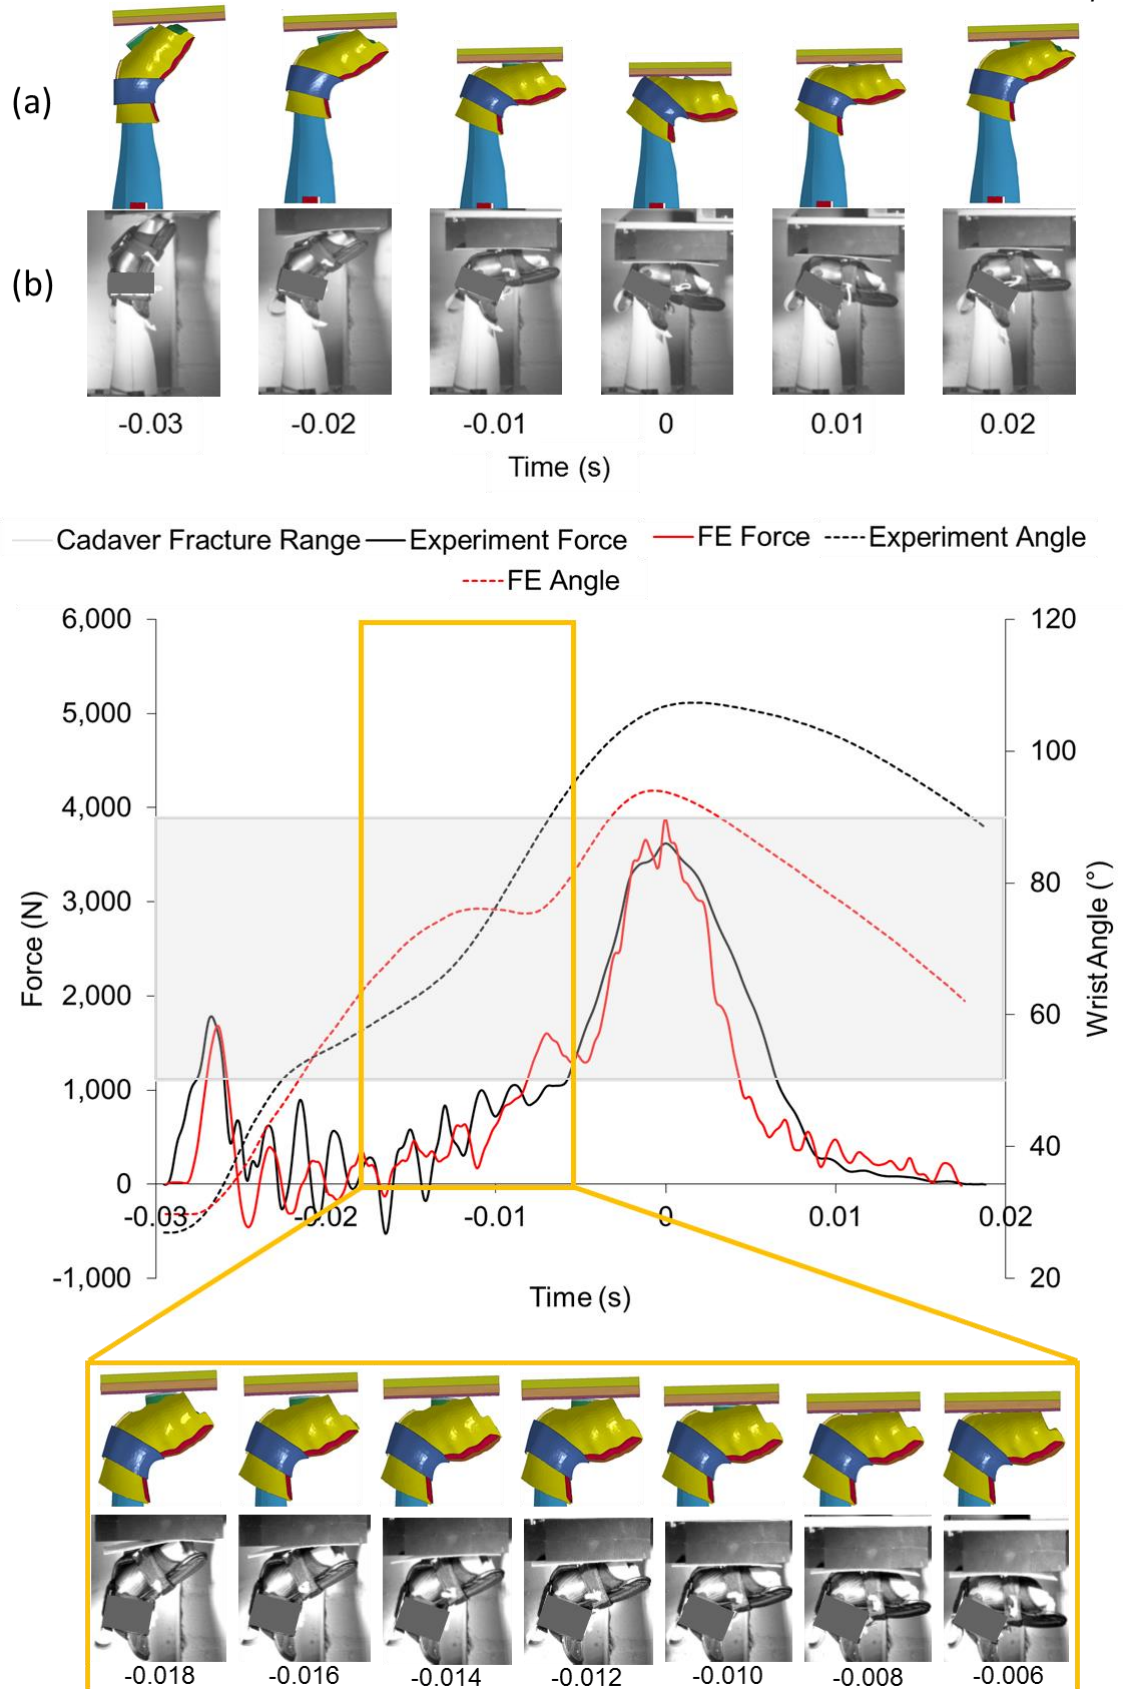 (a)
(b)
-0.03 -0.02 -0.01 0 0.01 0.02
Time (s)
Cadaver Fracture Range Experiment Force FE Force Experiment Angle
FE Angle
6,000 120
5,000
100
4,000
80
3,000
2,000
60
1,000
40
0
-0.03 -0.02 -0.01 0 0.01 0.02
-1,000 20
Force (N)
Wrist Angle (°)
Time (s)
-0.018 -0.016 -0.014 -0.012 -0.010 -0.008 -0.006